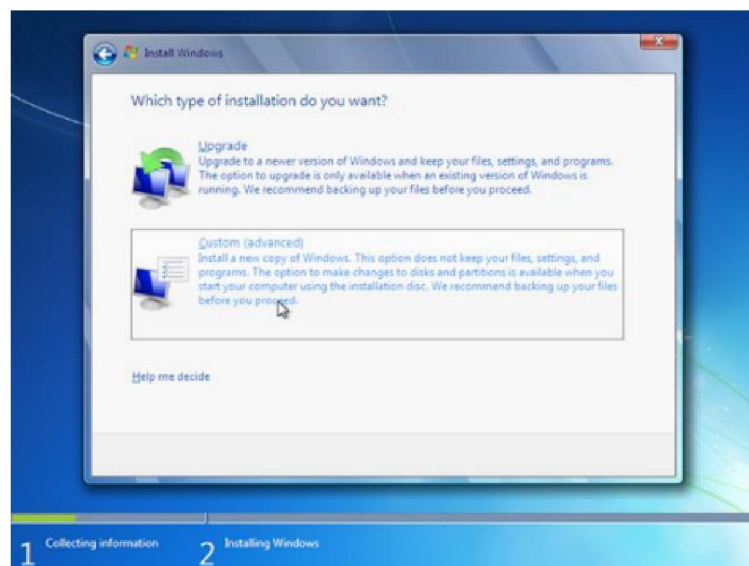 Install Windows
Which type of installation do you want?
Upgrade
Upgrade to a newer version of Windows and keep your files, settings, and programs.
The option to upgrade is only available when an existing version of Windows is
running. We recommend backing up your files before you proceed.
Custom (advanced)
Install a new copy of Windows. This option does not keep your files, settings, and
programs. The option to make changes to disks and partitions is available when you
start your computer using the installation disc. We recommend backing up your files
before you proceed.
Help me decide
1 Collecting information 2 Installing Windows